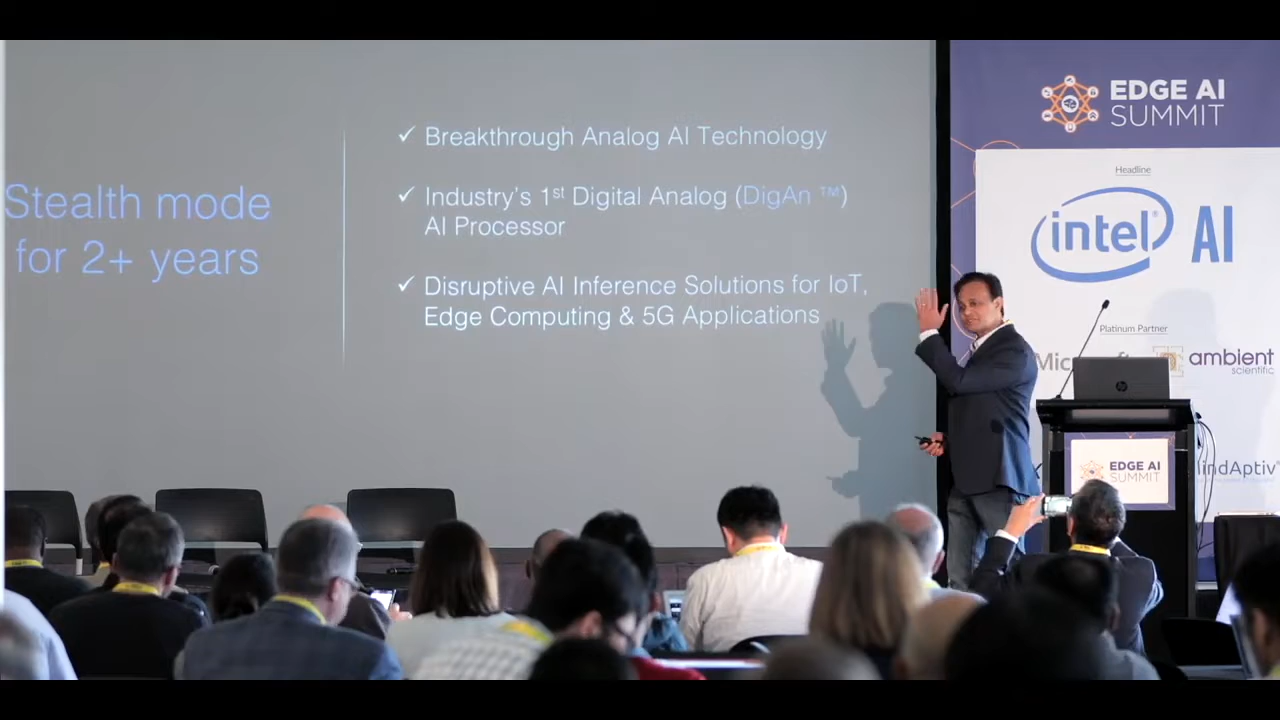 Stealth mode
for 2+ years
✓ Breakthrough Analog AI Technology
✓ Industry's 1st Digital Analog (DigAn ™)
AI Processor
✓ Disruptive AI Inference Solutions for IoT,
Edge Computing & 5G Applications
EDGE AI
SUMMIT
Headline
intel® AI
Platinum Partner
ambient
scientific
hp
EDGE AI
SUMMIT